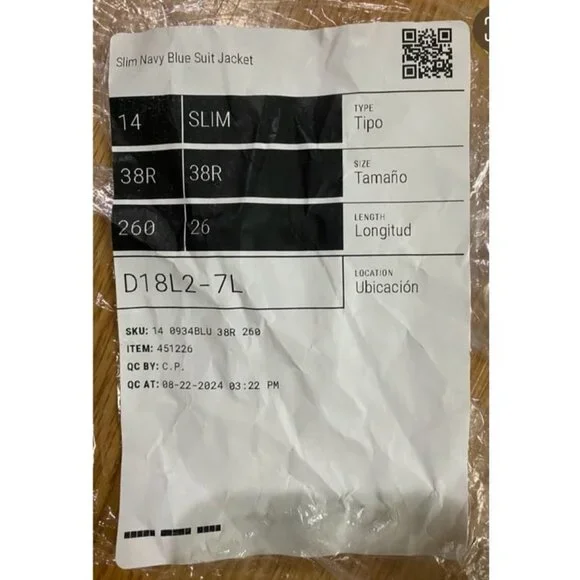 Slim Navy Blue Suit Jacket
14 SLIM TYPE
Tipo
38R 38R SIZE
Tamaño
260 26 LENGTH
Longitud
D18L2-7L LOCATION
Ubicación
SKU: 14 0934BLU 38R 260
ITEM: 451226
QC BY: C.P.
QC AT: 08-22-2024 03:22 PM